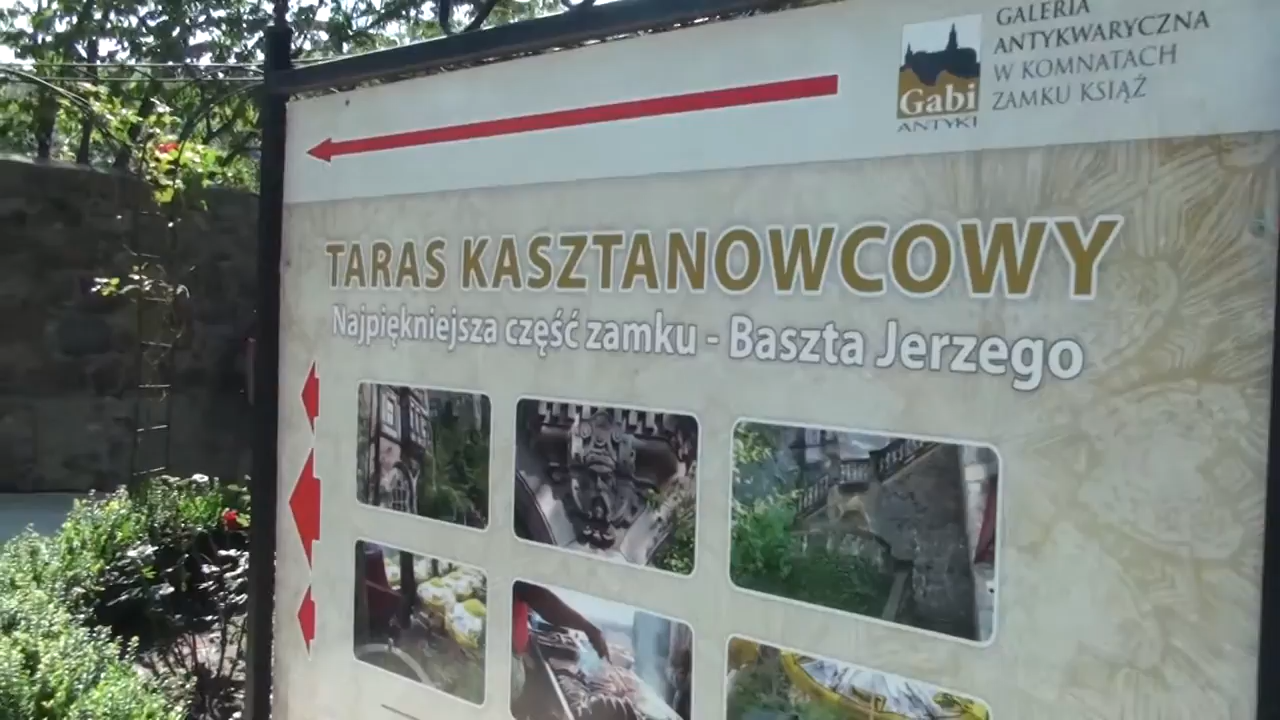 GALERIA
ANTYKWARYCZNA
W KOMNATACH
ZAMKU KSIĄŻ
Gabi
ANTYKI
TARAS KASZTANOWCOWY
Najpiękniejsza część zamku - Baszta Jerzego